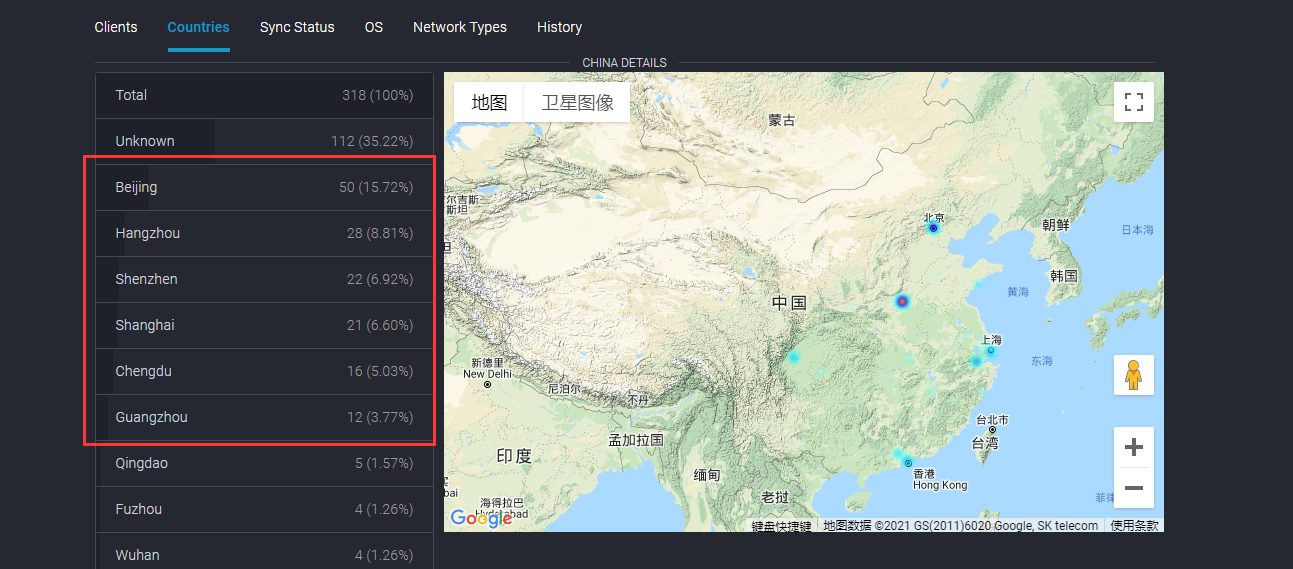 Clients Countries Sync Status OS Network Types History
CHINA DETAILS
Total 318 (100%)
Unknown 112 (35.22%)
Beijing 50 (15.72%)
Hangzhou 28 (8.81%)
Shenzhen 22 (6.92%)
Shanghai 21 (6.60%)
Chengdu 16 (5.03%)
Guangzhou 12 (3.77%)
Qingdao 5 (1.57%)
Fuzhou 4 (1.26%)
Wuhan 4 (1.26%)
地图 卫星图像
蒙古
尔吉斯
斯坦
北京
朝鲜
日本海
韩国
中国
黄海
上海
东海
新德里
New Delhi
尼泊尔
不丹
台北市
台湾
孟加拉国
印度
缅甸
香港
Hong Kong
老挝
海得拉巴
Hyderabad
bai
菲律
Google
键盘快捷键 地图数据 ©2021 GS(2011)6020 Google, SK telecom 使用条款